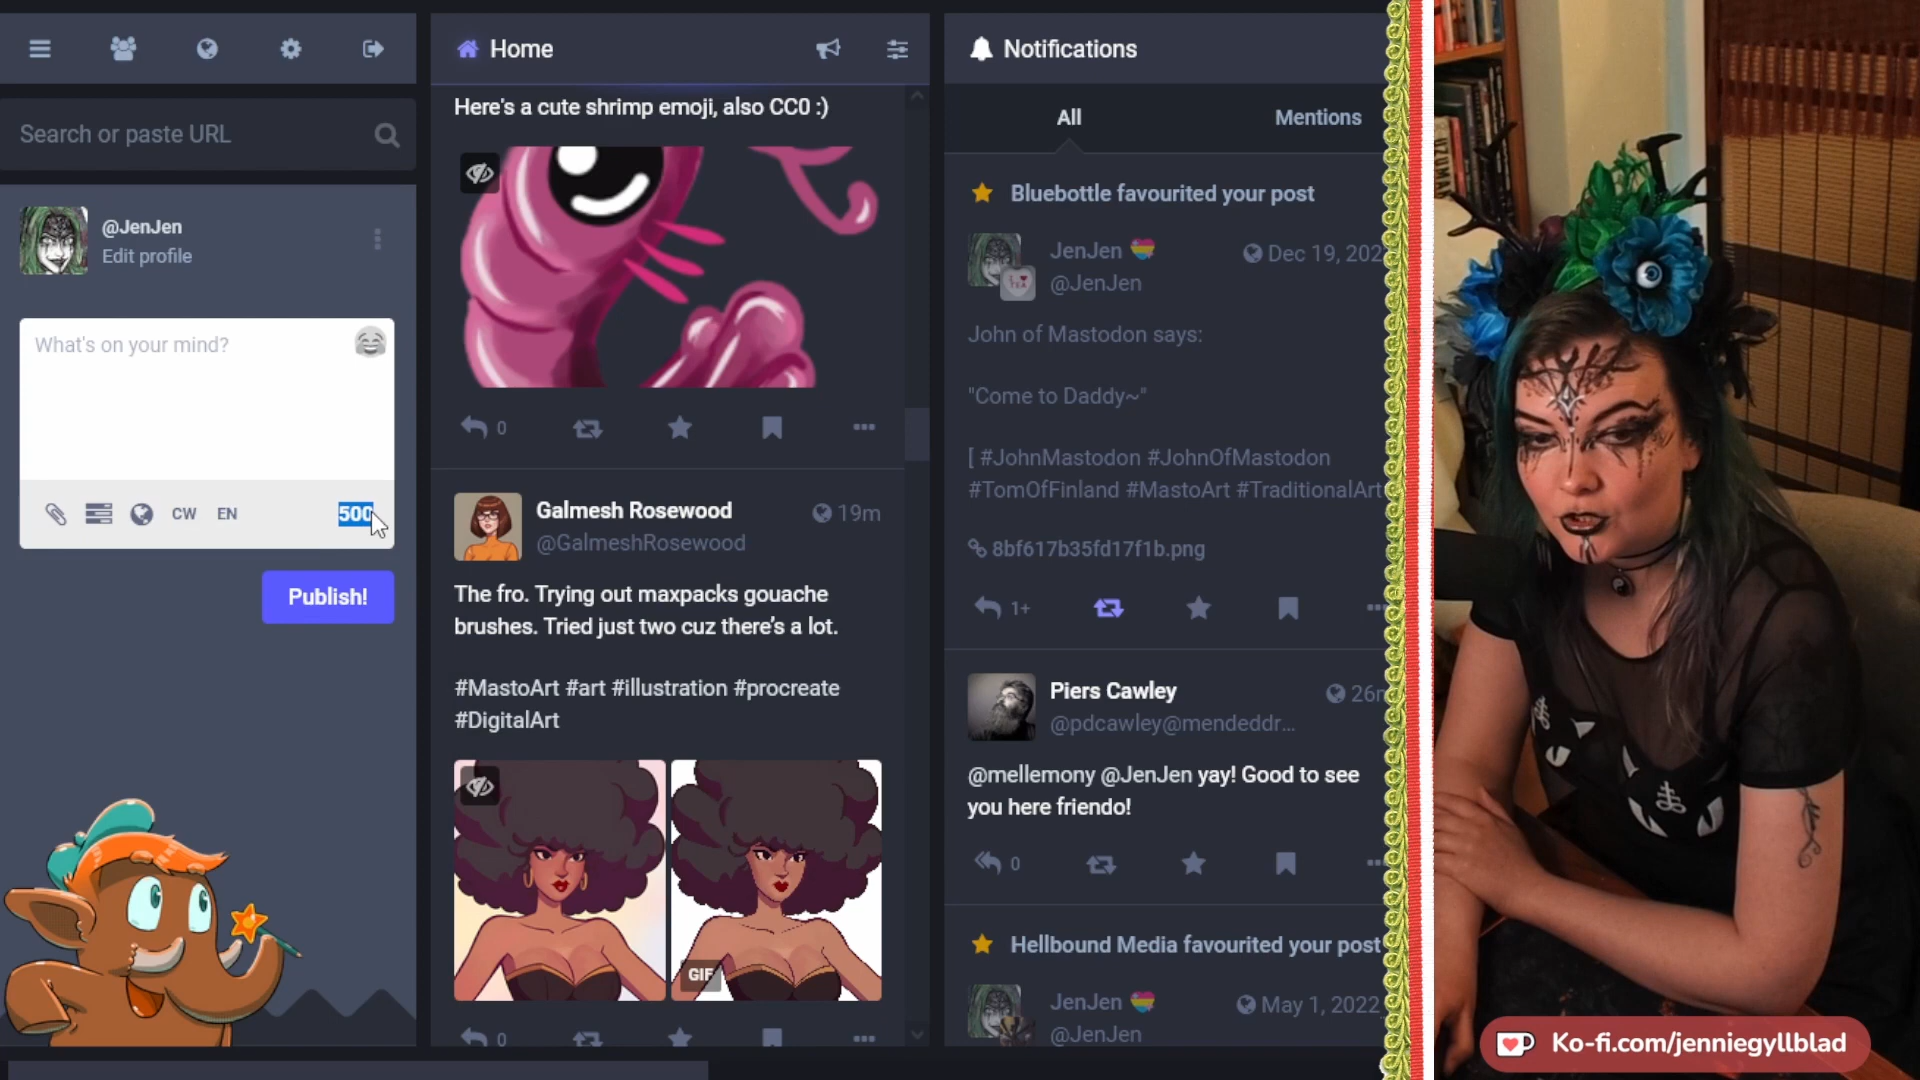 Search or paste URL
@JenJen
Edit profile
What's on your mind?
CW
EN
500
Publish!
Home
Here's a cute shrimp emoji, also CC0 :)
0
Galmesh Rosewood
19m
@GalmeshRosewood
The fro. Trying out maxpacks gouache
brushes. Tried just two cuz there's a lot.
#MastoArt #art #illustration #procreate
#DigitalArt
GIF
0
Notifications
All
Mentions
Bluebottle favourited your post
JenJen
Dec 19, 202
@JenJen
John of Mastodon says:
"Come to Daddy~"
[ #JohnMastodon #JohnOfMastodon
#TomOfFinland #MastoArt #TraditionalArt
8bf617b35fd17f1b.png
1+
Piers Cawley
26m
@pdcawley@mendeddr...
@mellemony @JenJen yay! Good to see
you here friendo!
0
Hellbound Media favourited your post
JenJen
May 1, 2022
@JenJen
Ko-fi.com/jenniegyllblad